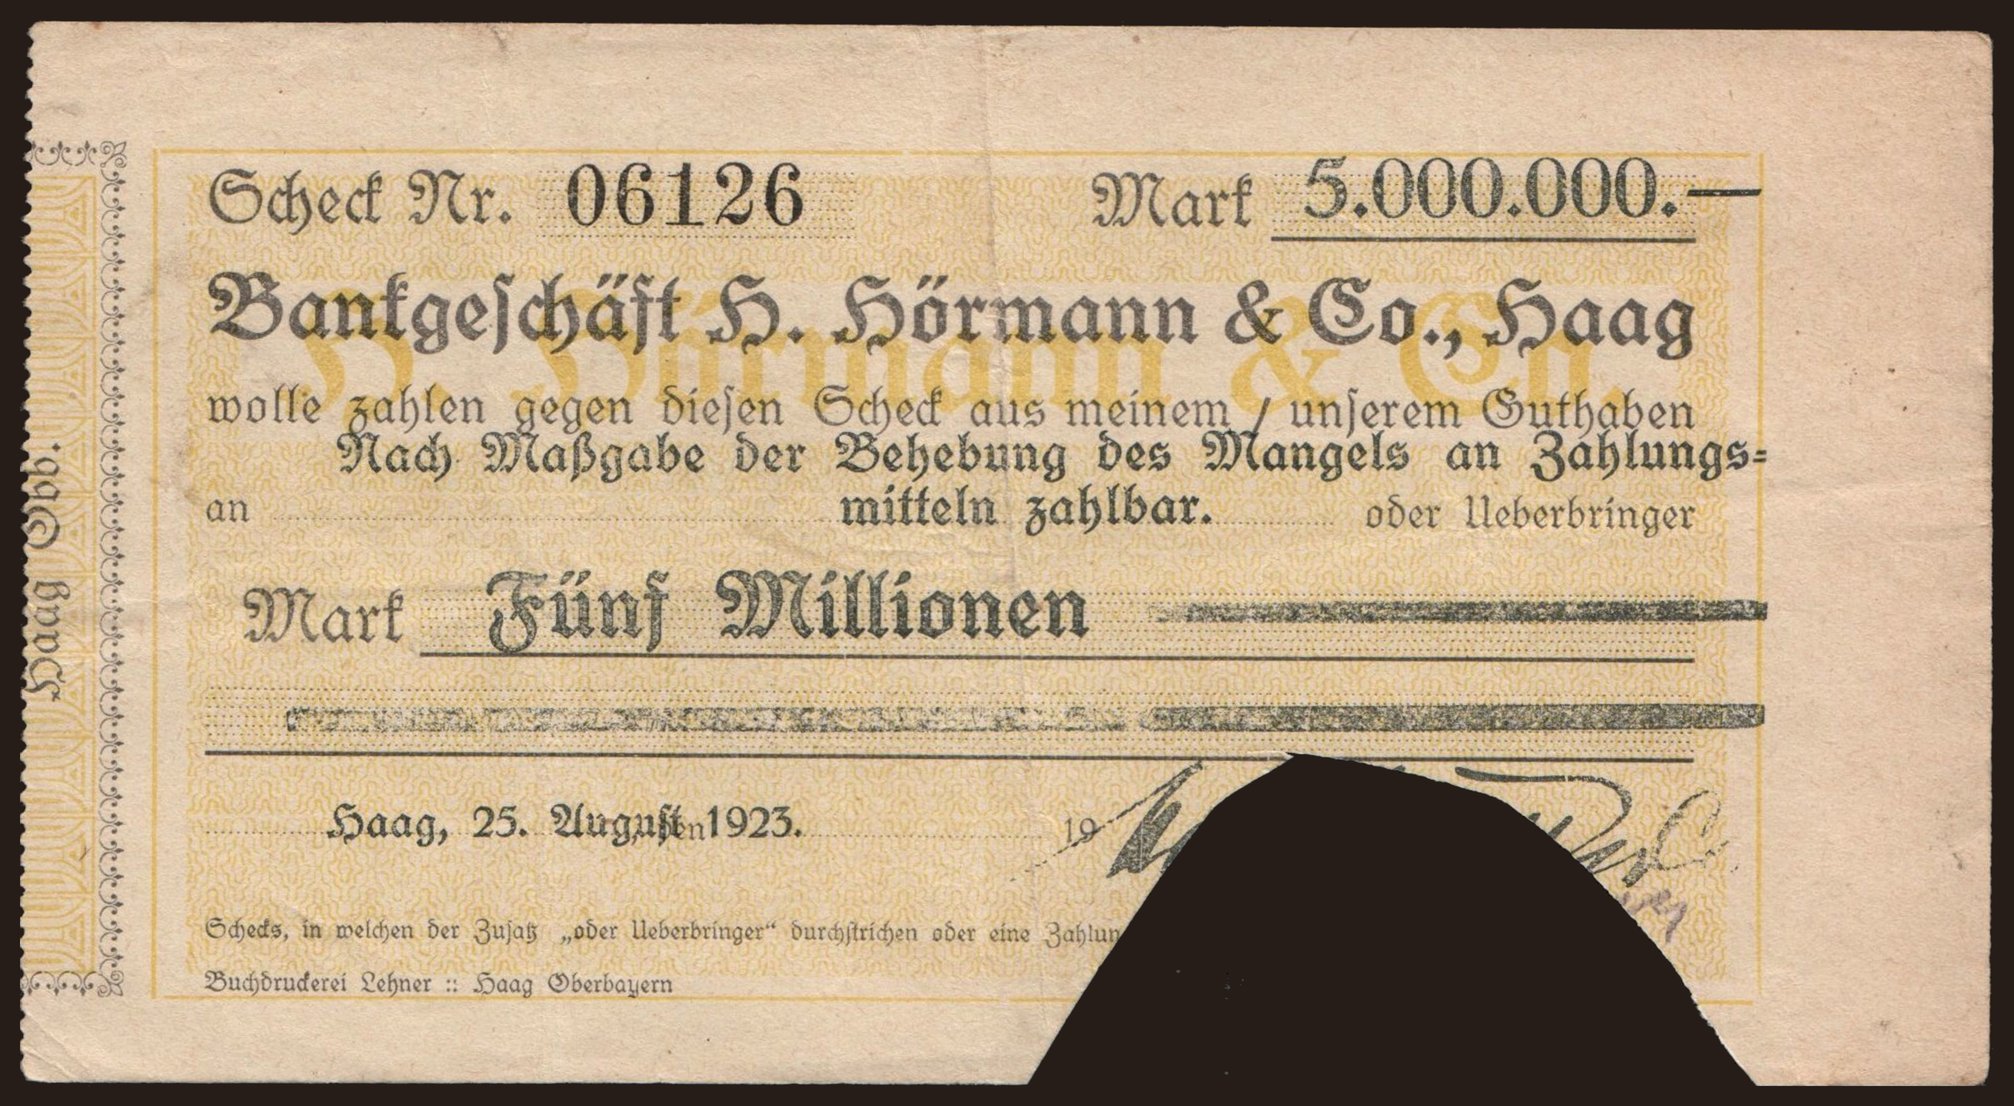 Scheck Nr. 06126 Mark 5.000.000.—
Bankgeschäft H. Hörmann & Co., Haag
H. Hörmann & Co.
wolle zahlen gegen diesen Scheck aus meinem / unserem Guthaben
Nach Maßgabe der Behebung des Mangels an Zahlungs=
an mitteln zahlbar. oder Ueberbringer
Mark Fünf Millionen
Haag, 25. August den 1923. 19
Schecks, in welchen der Zusatz „oder Ueberbringer“ durchstrichen oder eine Zahlun
Buchdruckerei Lehner :: Haag Oberbayern
Haag Obb.